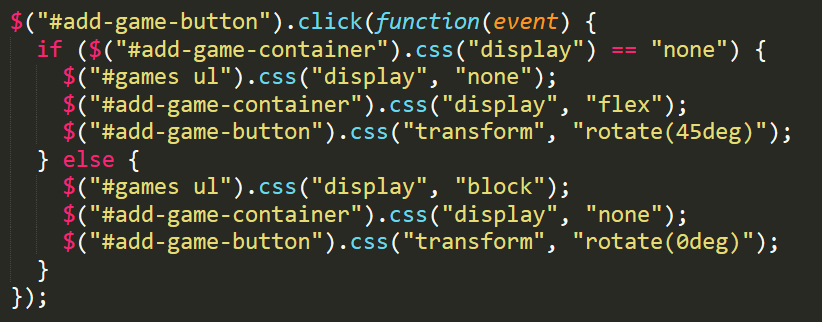 $("#add-game-button").click(function(event) {
  if ($("#add-game-container").css("display") == "none") {
    $("#games ul").css("display", "none");
    $("#add-game-container").css("display", "flex");
    $("#add-game-button").css("transform", "rotate(45deg)");
  } else {
    $("#games ul").css("display", "block");
    $("#add-game-container").css("display", "none");
    $("#add-game-button").css("transform", "rotate(0deg)");
  }
});